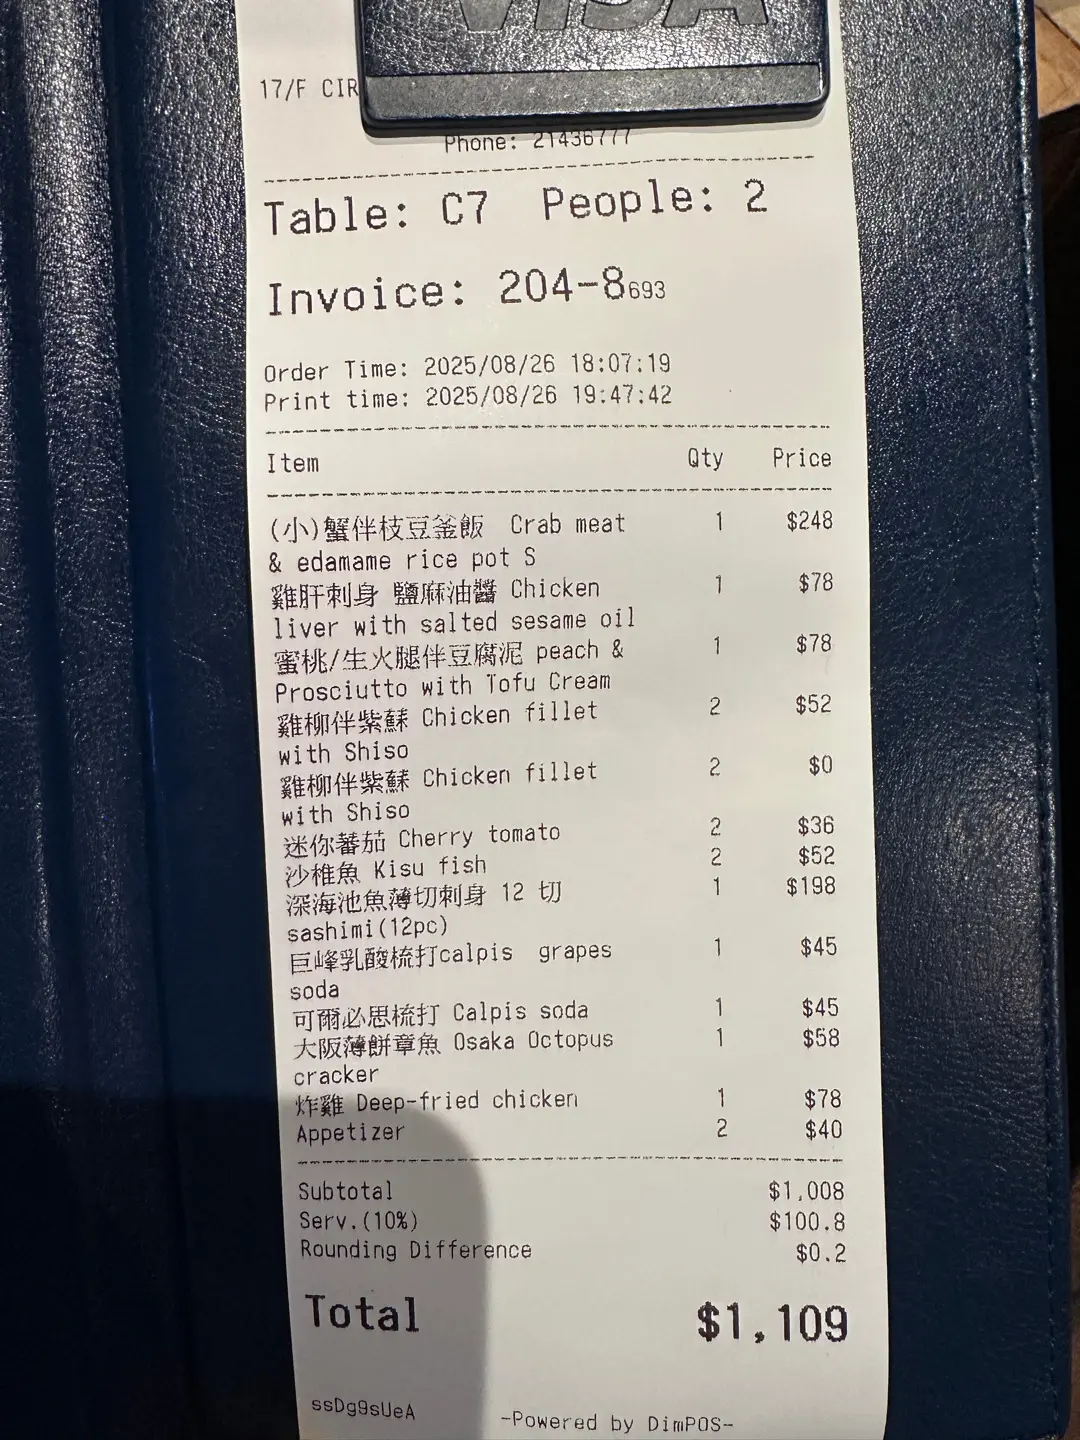 VISA
17/F CIR
Phone: 21436777
Table: C7 People: 2
Invoice: 204-8693
Order Time: 2025/08/26 18:07:19
Print time: 2025/08/26 19:47:42
Item Qty Price
(小)蟹伴枝豆釜飯 Crab meat 1 $248
& edamame rice pot S
雞肝刺身 鹽麻油醬 Chicken 1 $78
liver with salted sesame oil
蜜桃/生火腿伴豆腐泥 peach & 1 $78
Prosciutto with Tofu Cream
雞柳伴紫蘇 Chicken fillet 2 $52
with Shiso
雞柳伴紫蘇 Chicken fillet 2 $0
with Shiso
迷你蕃茄 Cherry tomato 2 $36
沙椎魚 Kisu fish 2 $52
深海池魚薄切刺身 12 切 1 $198
sashimi(12pc)
巨峰乳酸梳打calpis grapes 1 $45
soda
可爾必思梳打 Calpis soda 1 $45
大阪薄餅章魚 Osaka Octopus 1 $58
cracker
炸雞 Deep-fried chicken 1 $78
Appetizer 2 $40
Subtotal $1,008
Serv.(10%) $100.8
Rounding Difference $0.2
Total $1,109
ssDg9sUeA
-Powered by DimPOS-